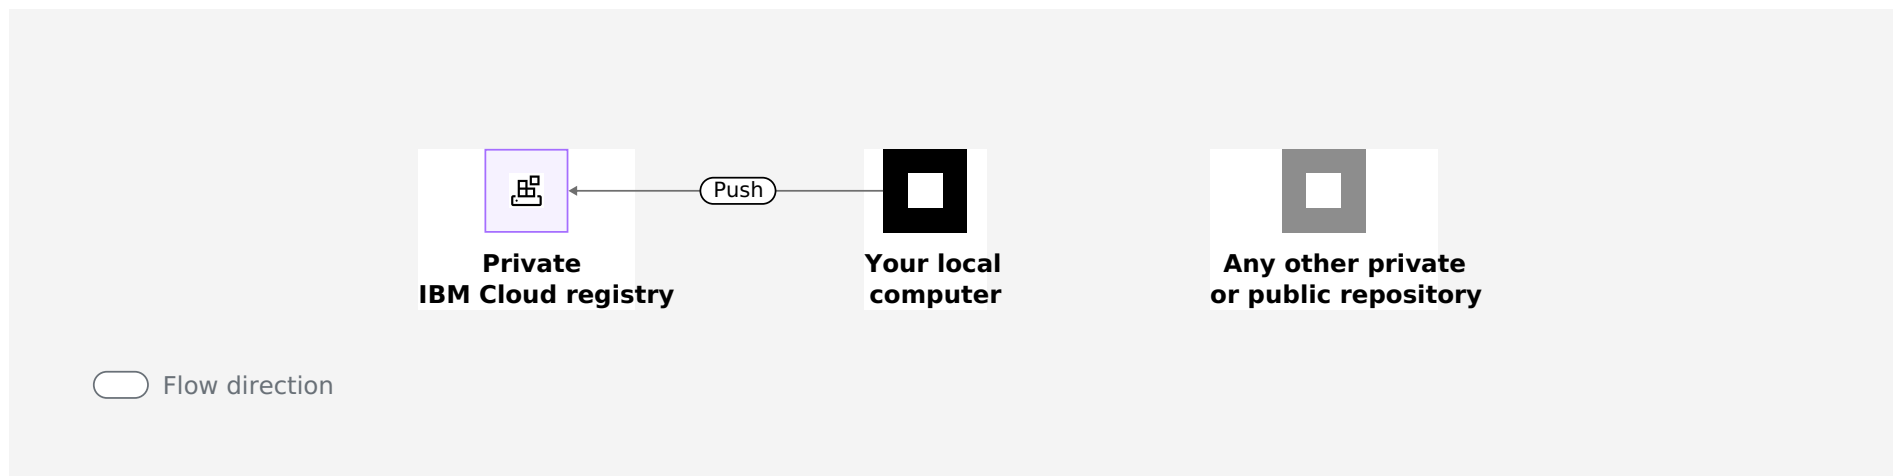 Push
Private
IBM Cloud registry
Your local
computer
Any other private
or public repository
Flow direction